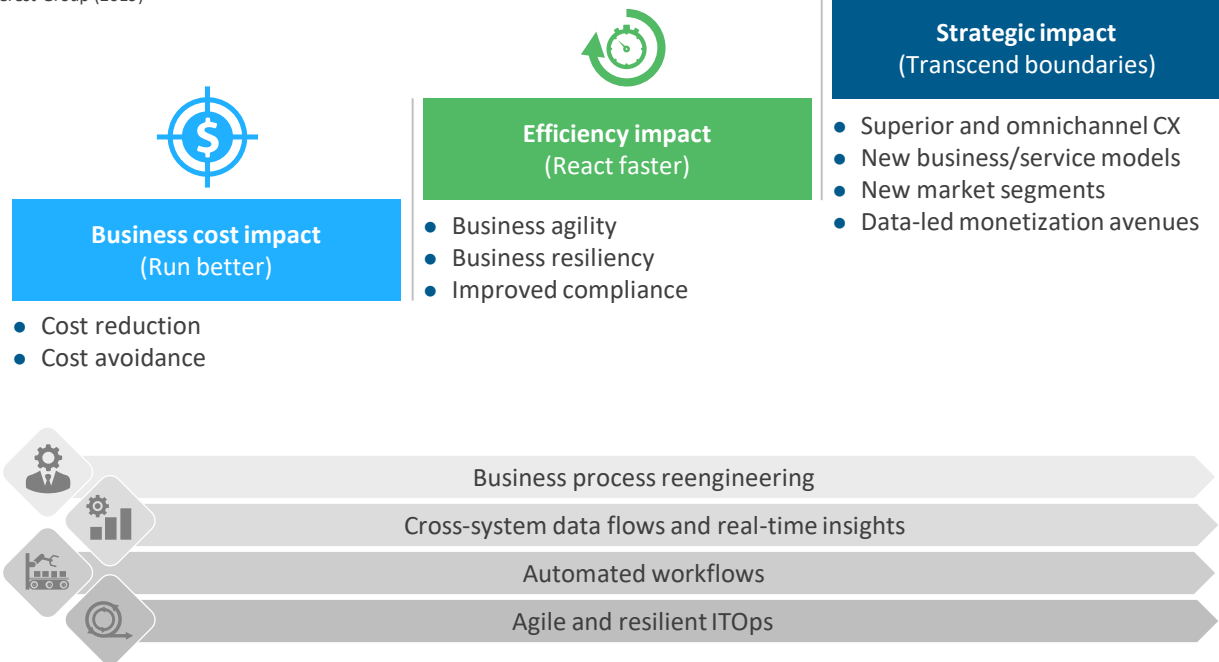 Group (2019)
Strategic impact
(Transcend boundaries)
● Superior and omnichannel CX
● New business/service models
● New market segments
● Data-led monetization avenues
Efficiency impact
(React faster)
● Business agility
● Business resiliency
● Improved compliance
$
Business cost impact
(Run better)
● Cost reduction
● Cost avoidance
Business process reengineering
Cross-system data flows and real-time insights
Automated workflows
Agile and resilient ITOps